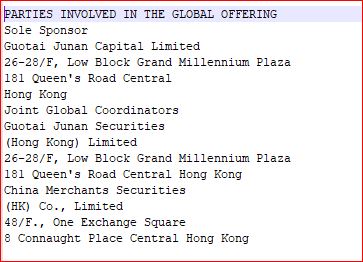 PARTIES INVOLVED IN THE GLOBAL OFFERING
Sole Sponsor
Guotai Junan Capital Limited
26-28/F, Low Block Grand Millennium Plaza
181 Queen's Road Central
Hong Kong
Joint Global Coordinators
Guotai Junan Securities
(Hong Kong) Limited
26-28/F, Low Block Grand Millennium Plaza
181 Queen's Road Central Hong Kong
China Merchants Securities
(HK) Co., Limited
48/F., One Exchange Square
8 Connaught Place Central Hong Kong